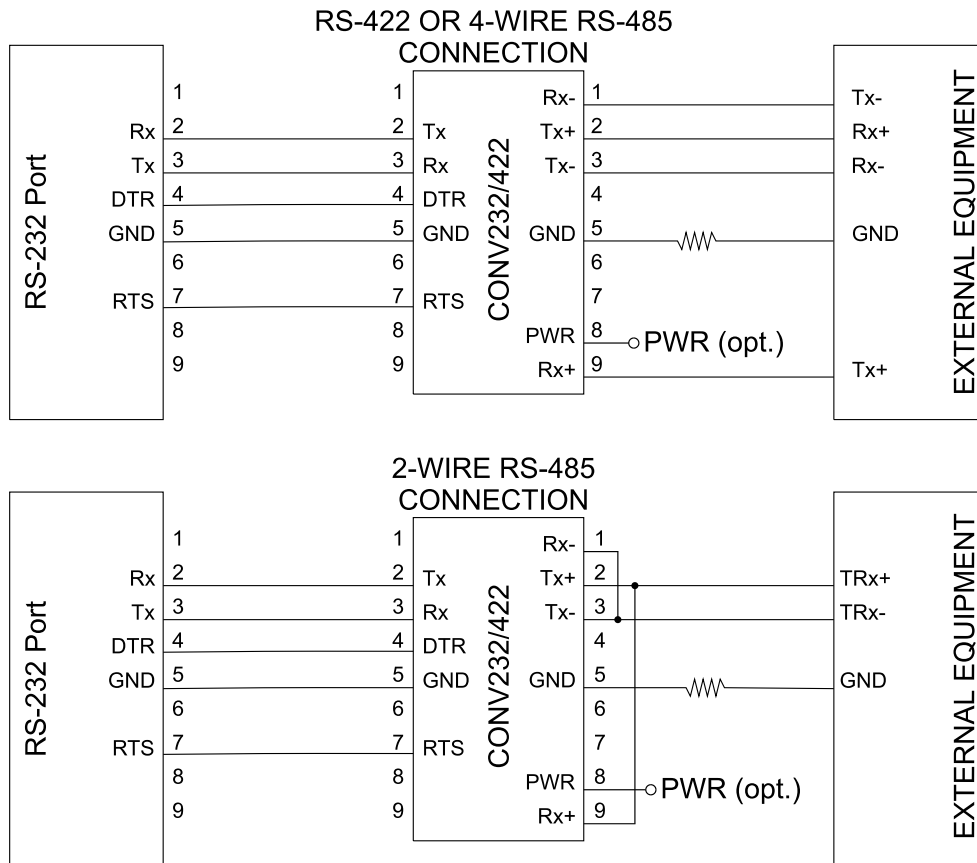 RS-422 OR 4-WIRE RS-485
CONNECTION
RS-232 Port
1
Rx 2
Tx 3
DTR 4
GND 5
6
RTS 7
8
9
1
2 Tx
3 Rx
4 DTR
5 GND
6
7 RTS
8
9
CONV232/422
Rx- 1
Tx+ 2
Tx- 3
4
GND 5
6
7
PWR 8
Rx+ 9
PWR (opt.)
Tx-
Rx+
Rx-
GND
Tx+
EXTERNAL EQUIPMENT
2-WIRE RS-485
CONNECTION
RS-232 Port
1
Rx 2
Tx 3
DTR 4
GND 5
6
RTS 7
8
9
1
2 Tx
3 Rx
4 DTR
5 GND
6
7 RTS
8
9
CONV232/422
Rx- 1
Tx+ 2
Tx- 3
4
GND 5
6
7
PWR 8
Rx+ 9
PWR (opt.)
TRx+
TRx-
GND
EXTERNAL EQUIPMENT